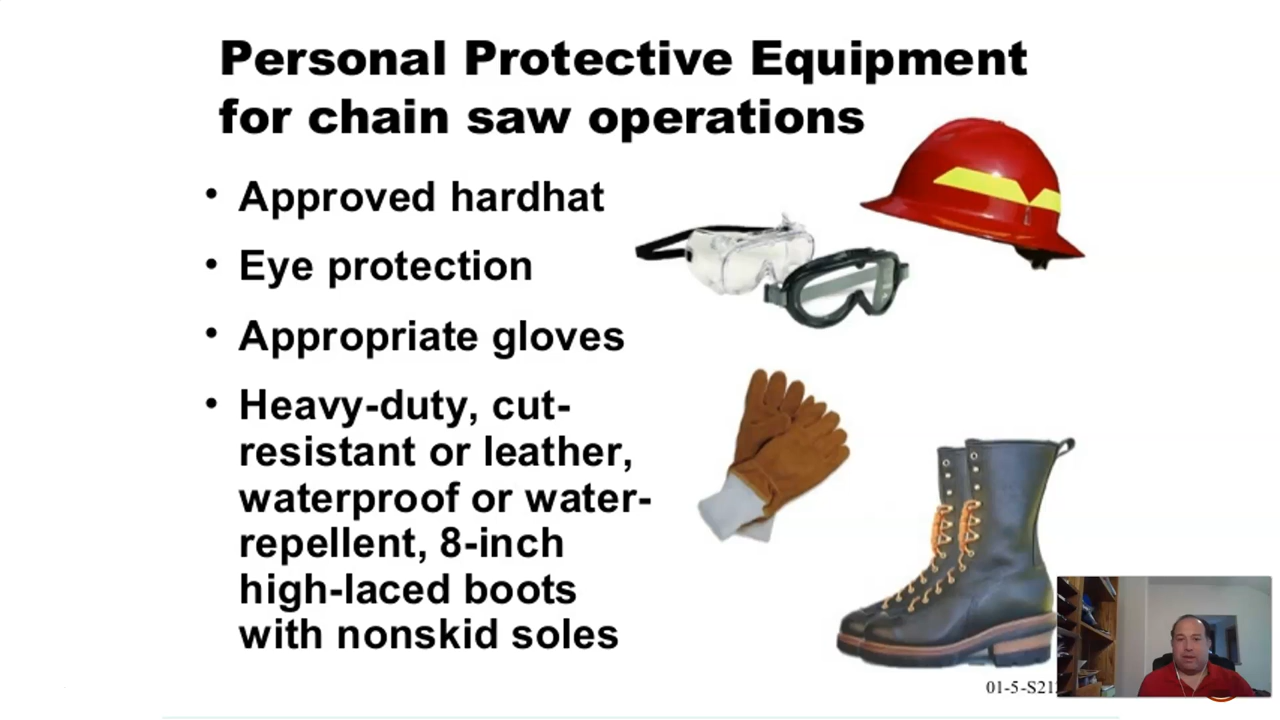 Personal Protective Equipment
for chain saw operations
• Approved hardhat
• Eye protection
• Appropriate gloves
• Heavy-duty, cut-
resistant or leather,
waterproof or water-
repellent, 8-inch
high-laced boots
with nonskid soles